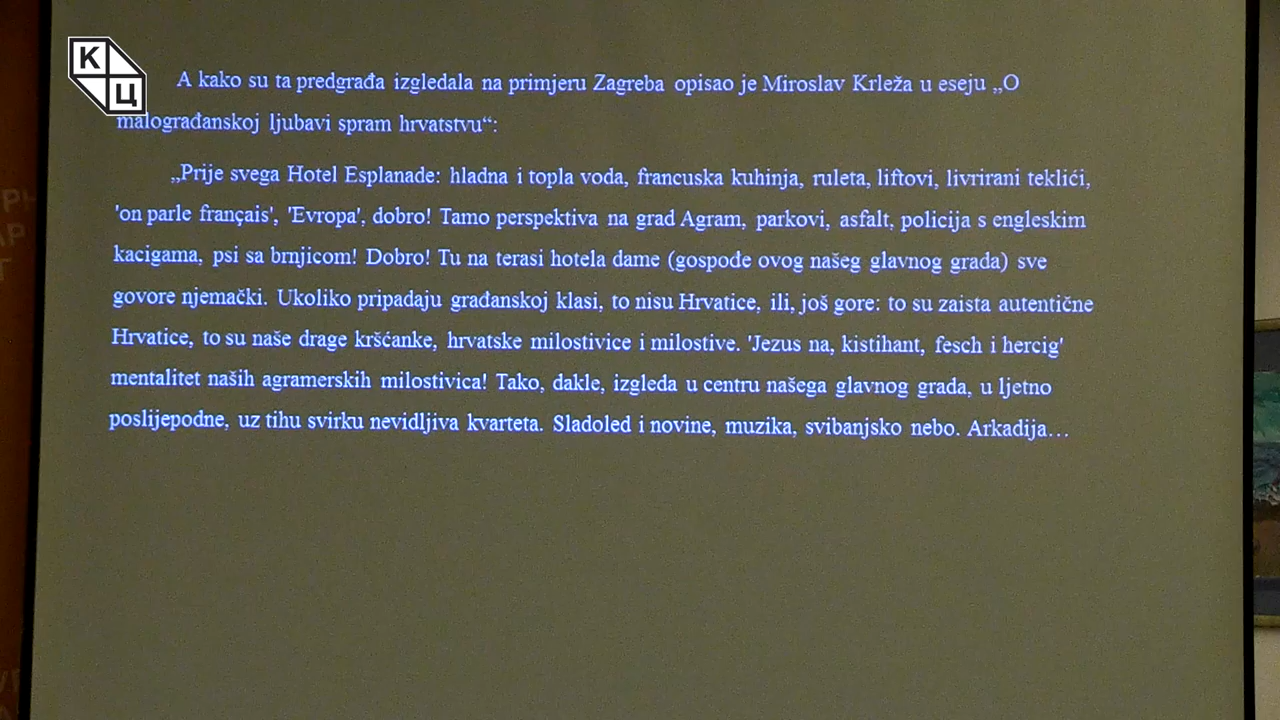 К
Ц
A kako su ta predgrađa izgledala na primjeru Zagreba opisao je Miroslav Krleža u eseju „O
malograđanskoj ljubavi spram hrvatstvu“:
„Prije svega Hotel Esplanade: hladna i topla voda, francuska kuhinja, ruleta, liftovi, livrirani teklići,
'on parle français', 'Evropa', dobro! Tamo perspektiva na grad Agram, parkovi, asfalt, policija s engleskim
kacigama, psi sa brnjicom! Dobro! Tu na terasi hotela dame (gospođe ovog našeg glavnog grada) sve
govore njemački. Ukoliko pripadaju građanskoj klasi, to nisu Hrvatice, ili, još gore: to su zaista autentične
Hrvatice, to su naše drage kršćanke, hrvatske milostivice i milostive. 'Jezus na, kistihant, fesch i hercig'
mentalitet naših agramerskih milostivica! Tako, dakle, izgleda u centru našega glavnog grada, u ljetno
poslijepodne, uz tihu svirku nevidljiva kvarteta. Sladoled i novine, muzika, svibanjsko nebo. Arkadija…